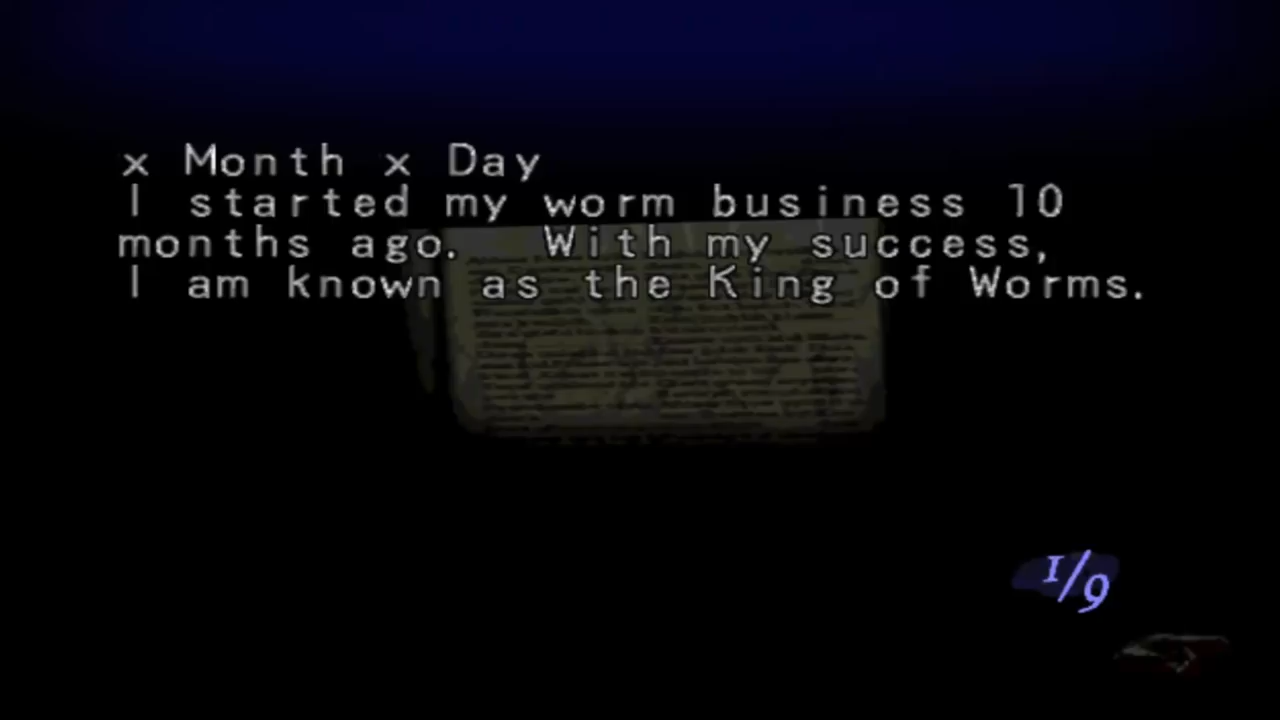 x Month x Day
I started my worm business 10
months ago. With my success,
I am known as the King of Worms.
1/9